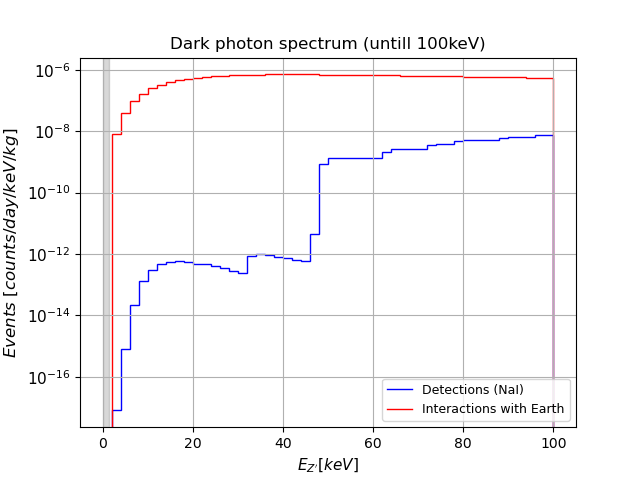 Dark photon spectrum (untill 100keV)
Events [counts/day/keV/kg]
10⁻⁶
10⁻⁸
10⁻¹⁰
10⁻¹²
10⁻¹⁴
10⁻¹⁶
Detections (NaI)
Interactions with Earth
0 20 40 60 80 100
E_{Z'}[keV]